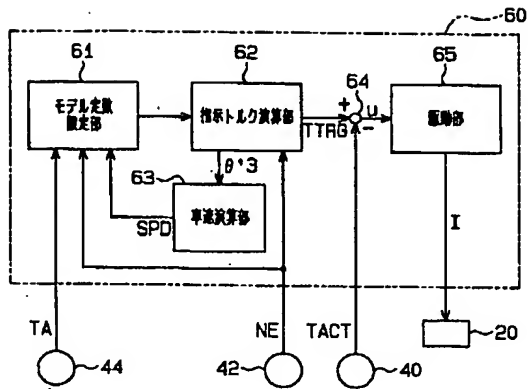 60
61
62
65
64
モデル定数
設定部
指示トルク演算部
TTAG
+
-
u
駆動部
θ'3
63
車速演算部
SPD
I
TA
NE
TACT
44
42
40
20